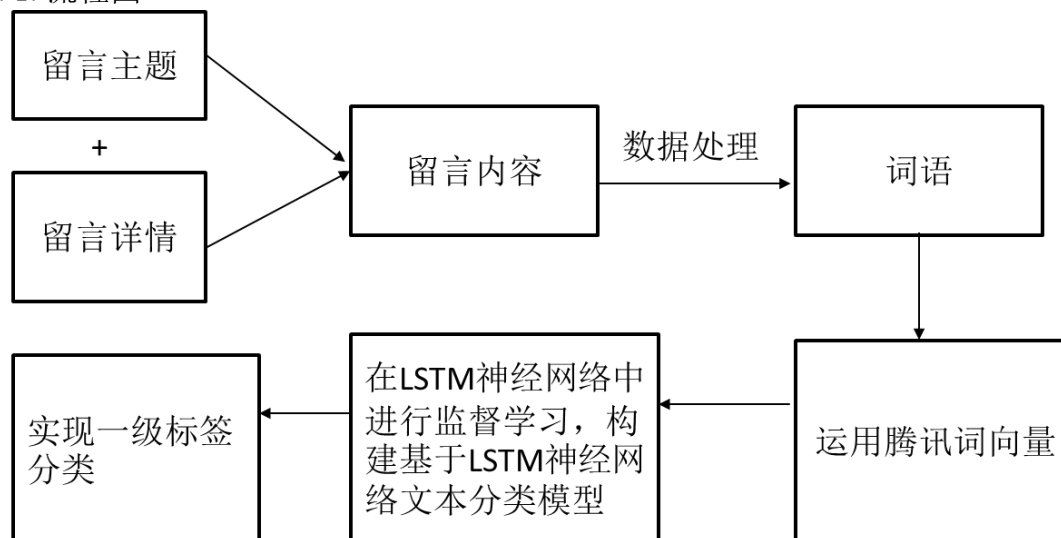 留言主题
+
留言详情
留言内容
数据处理
词语
运用腾讯词向量
在LSTM神经网络中
进行监督学习，构
建基于LSTM神经网
络文本分类模型
实现一级标签
分类